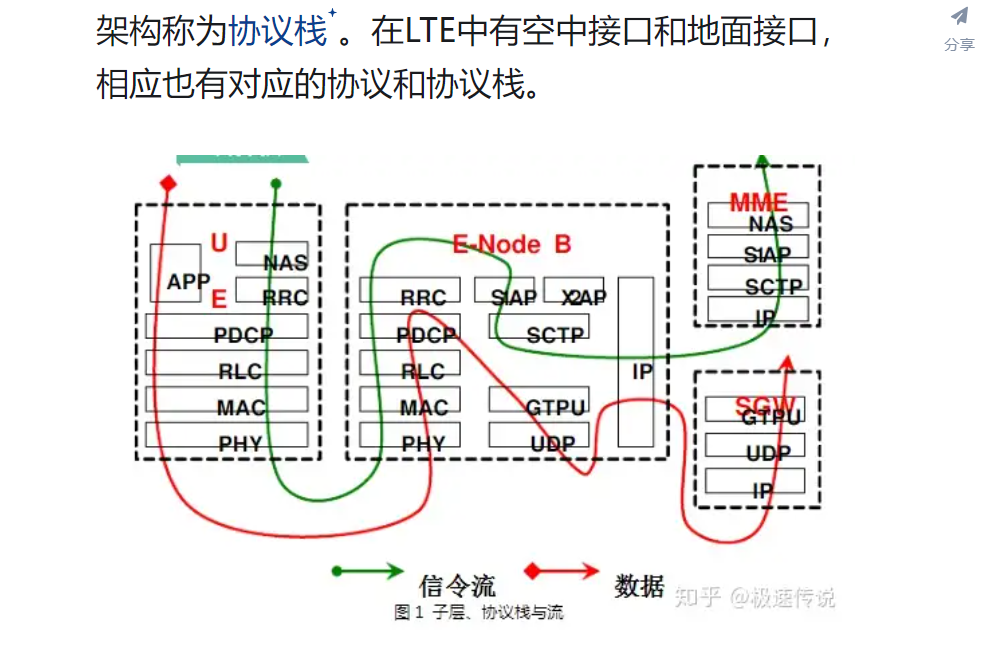 架构称为协议栈。在LTE中有空中接口和地面接口，
分享
相应也有对应的协议和协议栈。
U
E
APP
NAS
RRC
PDCP
RLC
MAC
PHY
E-Node B
RRC
PDCP
RLC
MAC
PHY
S1AP
X2AP
SCTP
GTPU
UDP
IP
MME
NAS
S1AP
SCTP
IP
SGW
GTPU
UDP
IP
信令流
数据
图 1 子层、协议栈与流
知乎 @极速传说